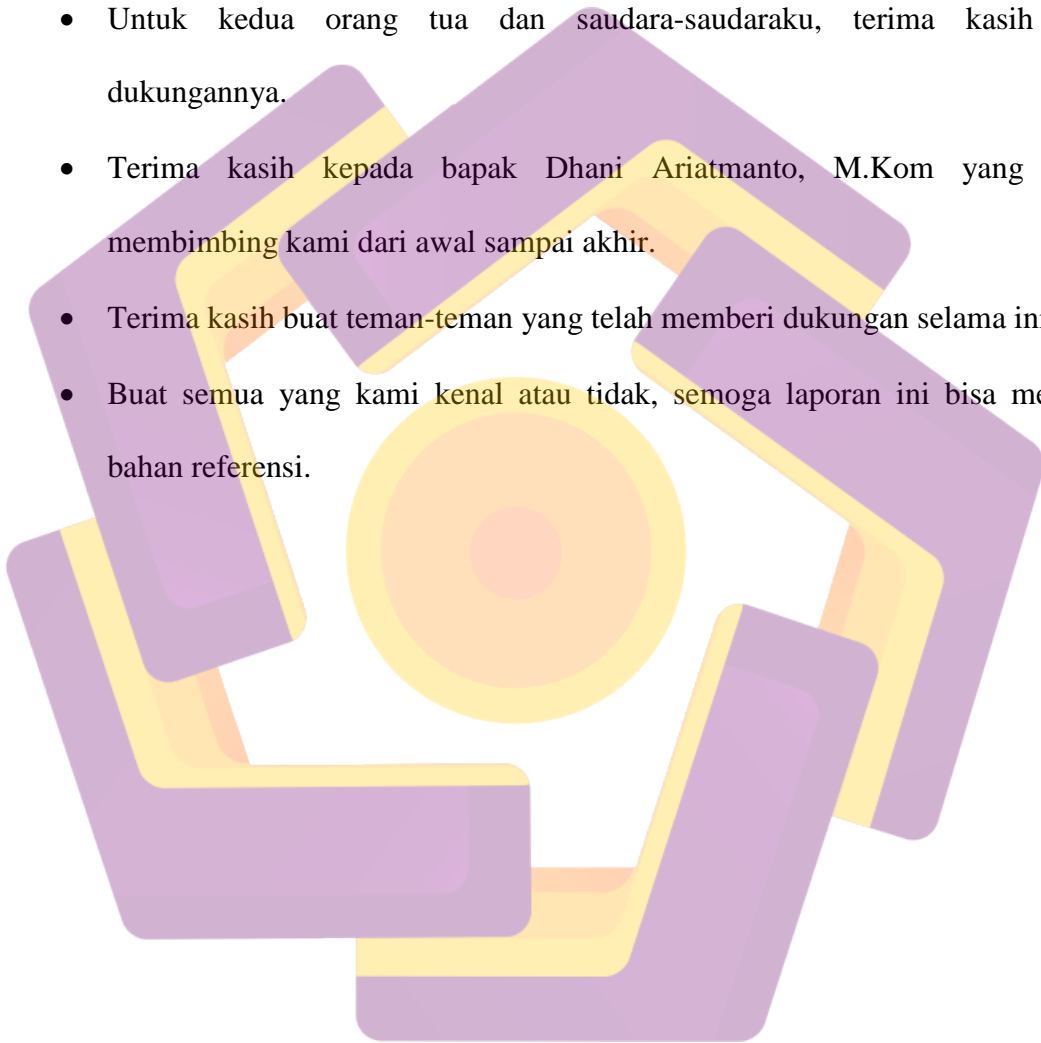 • Untuk kedua orang tua dan saudara-saudaraku, terima kasih
dukungannya.
• Terima kasih kepada bapak Dhani Ariatmanto, M.Kom yang
membimbing kami dari awal sampai akhir.
• Terima kasih buat teman-teman yang telah memberi dukungan selama ini
• Buat semua yang kami kenal atau tidak, semoga laporan ini bisa
bahan referensi.